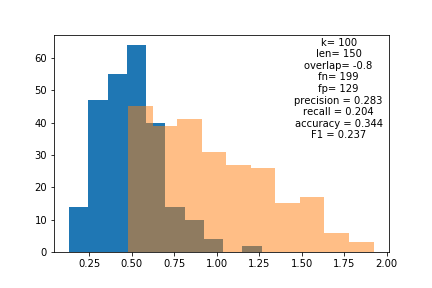 k= 100
len= 150
overlap= -0.8
fn= 199
fp= 129
precision = 0.283
recall = 0.204
accuracy = 0.344
F1 = 0.237
60
50
40
30
20
10
0
0.25 0.50 0.75 1.00 1.25 1.50 1.75 2.00